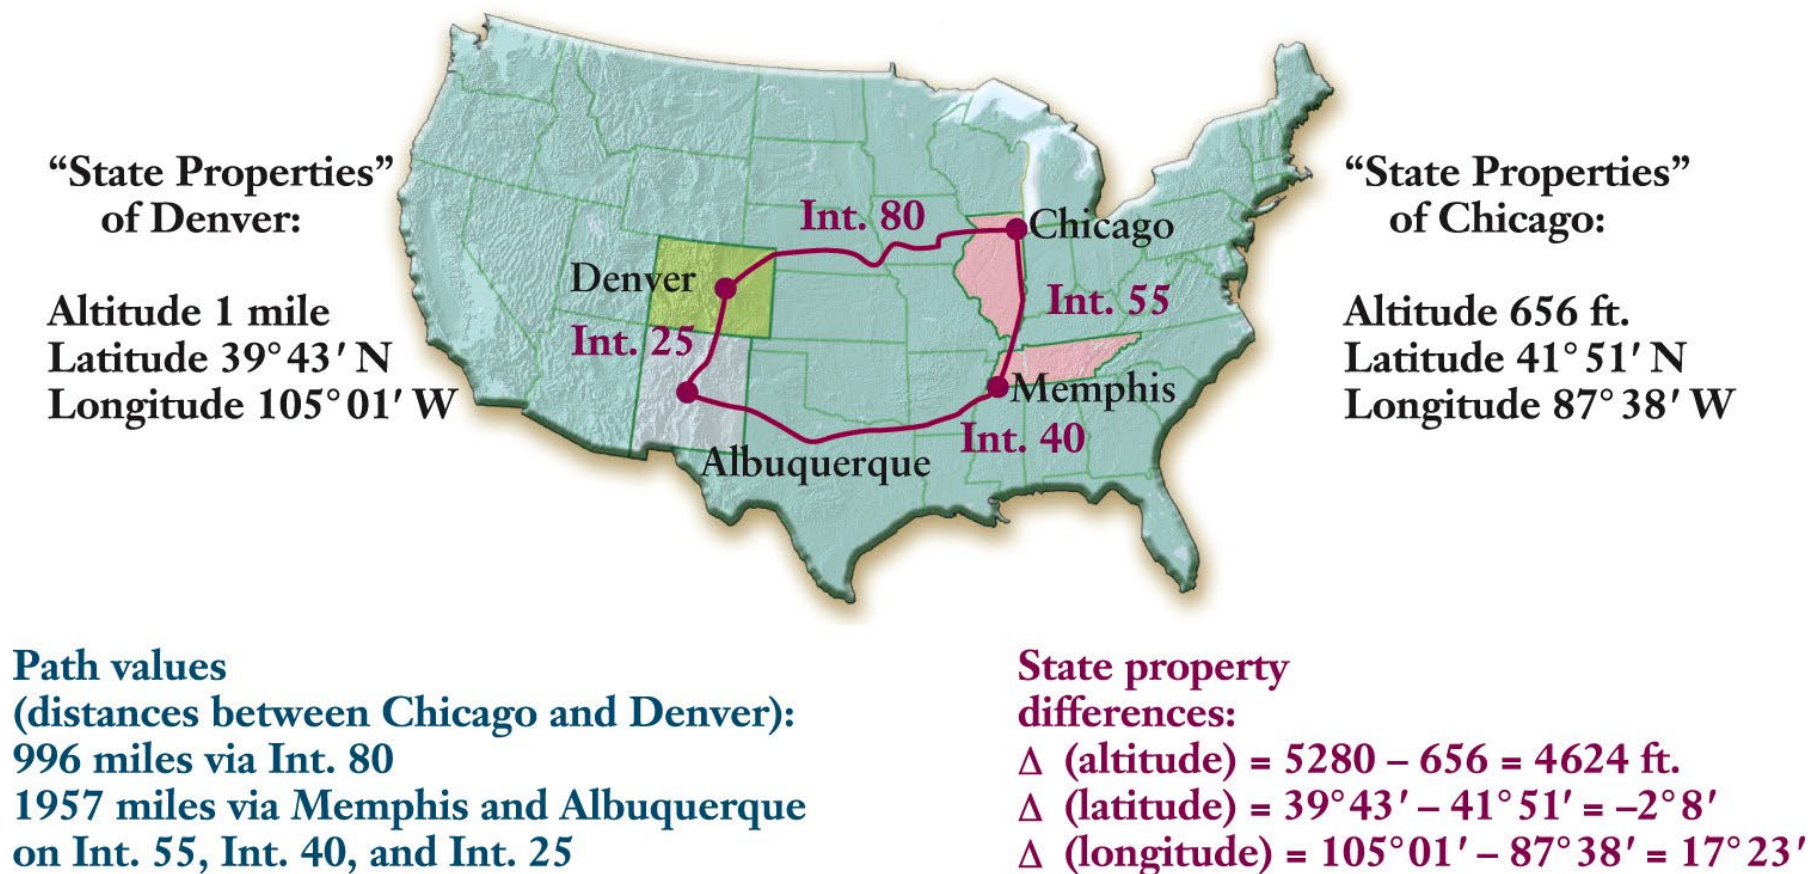 “State Properties”
of Denver:
Altitude 1 mile
Latitude 39°43′ N
Longitude 105°01′ W
Int. 80
Chicago
Denver
Int. 55
Int. 25
Memphis
Int. 40
Albuquerque
“State Properties”
of Chicago:
Altitude 656 ft.
Latitude 41°51′ N
Longitude 87°38′ W
Path values
(distances between Chicago and Denver):
996 miles via Int. 80
1957 miles via Memphis and Albuquerque
on Int. 55, Int. 40, and Int. 25
State property
differences:
Δ (altitude) = 5280 – 656 = 4624 ft.
Δ (latitude) = 39°43′ – 41°51′ = –2°8′
Δ (longitude) = 105°01′ – 87°38′ = 17°23′